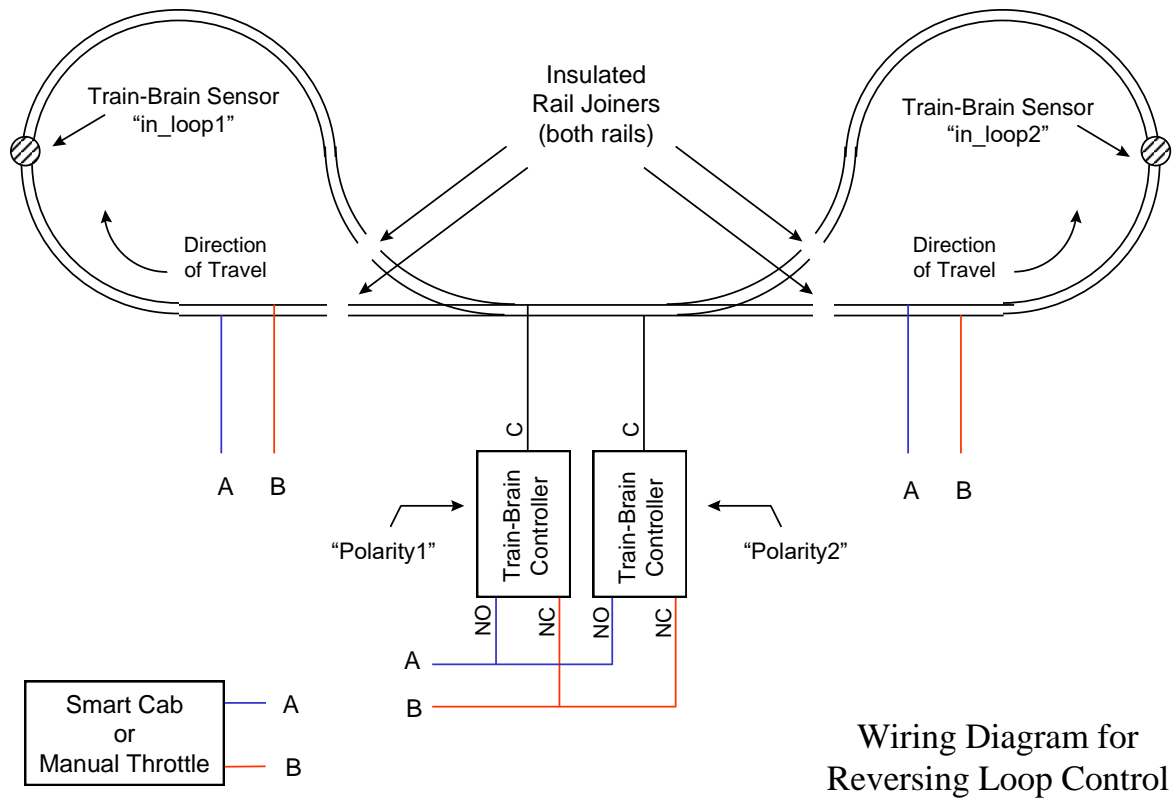 Train-Brain Sensor
“in_loop1”
Insulated
Rail Joiners
(both rails)
Train-Brain Sensor
“in_loop2”
Direction
of Travel
Direction
of Travel
A
B
A
B
C
C
Train-Brain
Controller
Train-Brain
Controller
“Polarity1”
“Polarity2”
NO
NC
NO
NC
A
B
Smart Cab
or
Manual Throttle
A
B
Wiring Diagram for
Reversing Loop Control